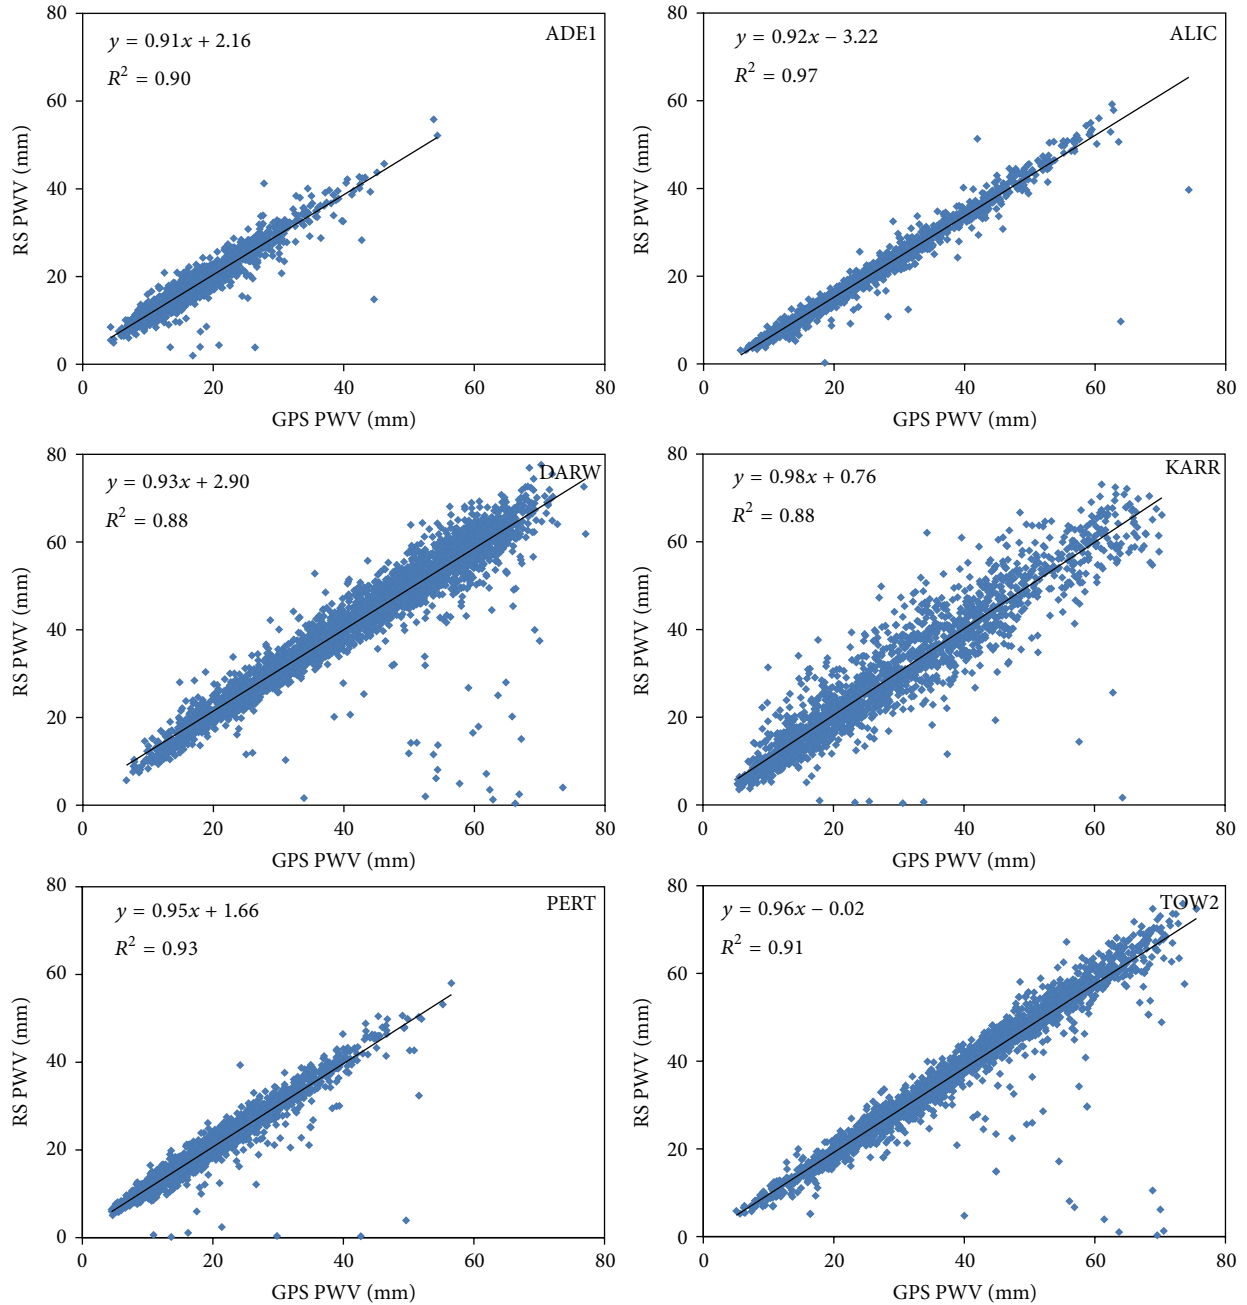 80
60
40
20
0
RS PWV (mm)
y = 0.91x + 2.16
R² = 0.90
ADE1
0 20 40 60 80
GPS PWV (mm)
80
60
40
20
0
RS PWV (mm)
y = 0.92x − 3.22
R² = 0.97
ALIC
0 20 40 60 80
GPS PWV (mm)
80
60
40
20
0
RS PWV (mm)
y = 0.93x + 2.90
R² = 0.88
DARW
0 20 40 60 80
GPS PWV (mm)
80
60
40
20
0
RS PWV (mm)
y = 0.98x + 0.76
R² = 0.88
KARR
0 20 40 60 80
GPS PWV (mm)
80
60
40
20
0
RS PWV (mm)
y = 0.95x + 1.66
R² = 0.93
PERT
0 20 40 60 80
GPS PWV (mm)
80
60
40
20
0
RS PWV (mm)
y = 0.96x − 0.02
R² = 0.91
TOW2
0 20 40 60 80
GPS PWV (mm)